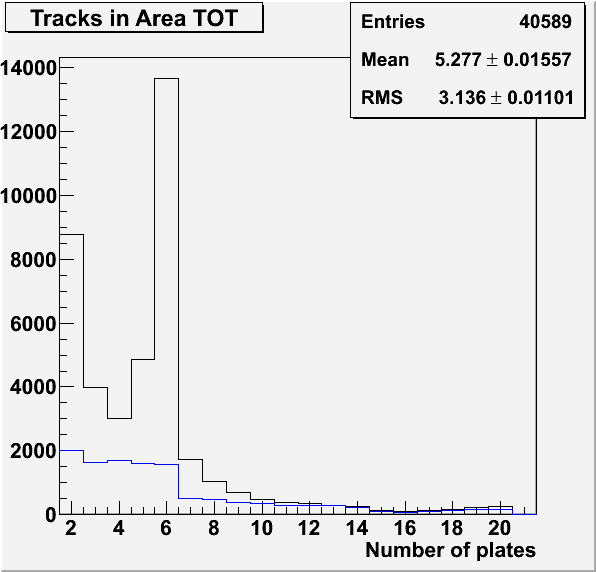 Tracks in Area TOT
Entries 40589
Mean 5.277 ± 0.01557
RMS 3.136 ± 0.01101
14000
12000
10000
8000
6000
4000
2000
0
2 4 6 8 10 12 14 16 18 20
Number of plates